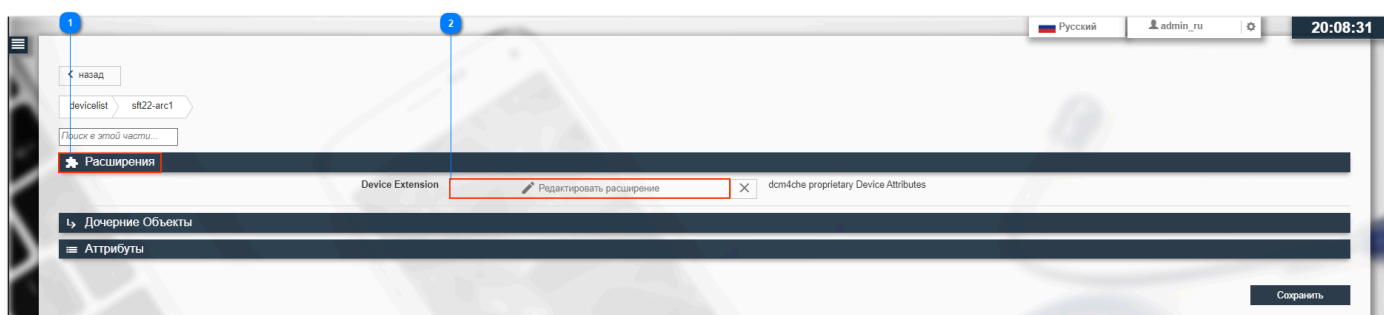 1
2
Русский
admin_ru
20:08:31
назад
devicelist
sft22-arc1
Поиск в этой части...
Расширения
Device Extension
Редактировать расширение
dcm4che proprietary Device Attributes
Дочерние Объекты
Аттрибуты
Сохранить